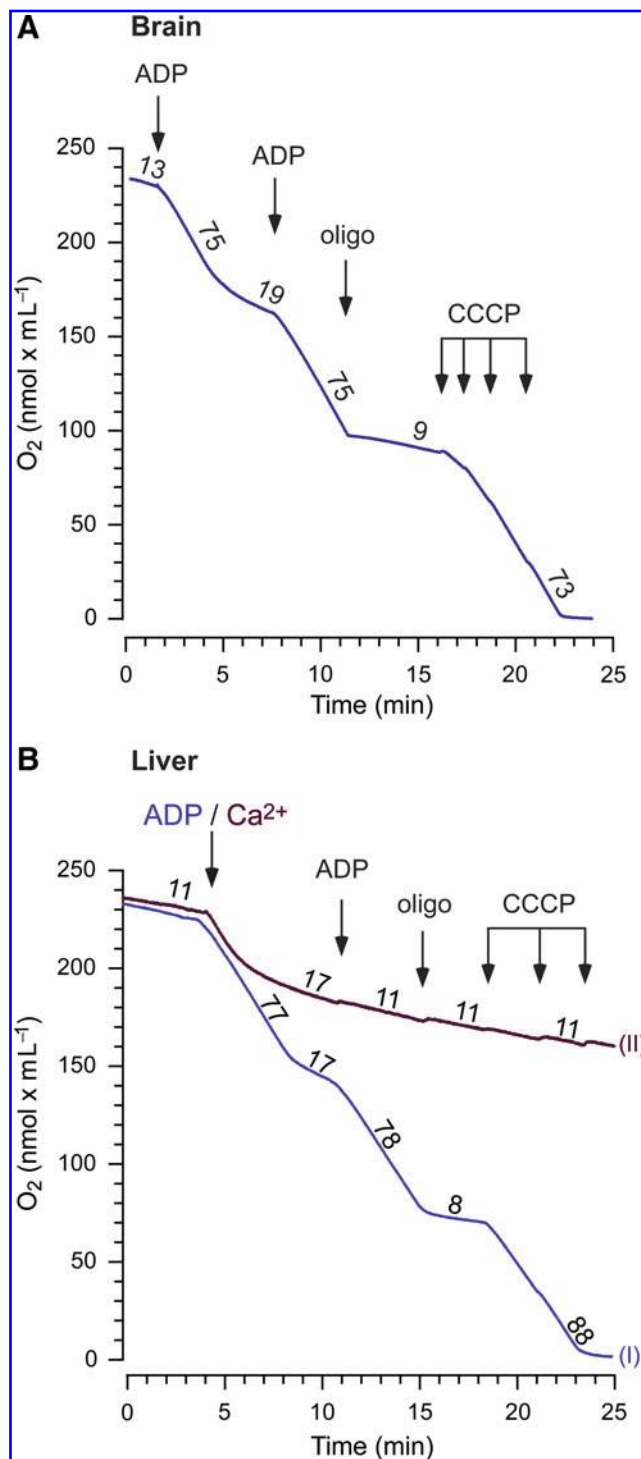 A Brain
ADP
ADP
oligo
CCCP
250
200
150
100
50
0
O₂ (nmol x mL⁻¹)
13
75
19
75
9
73
0 5 10 15 20 25
Time (min)
B Liver
ADP / Ca²⁺
ADP
oligo
CCCP
250
200
150
100
50
0
O₂ (nmol x mL⁻¹)
11
17
11
11
11
(II)
77
17
78
8
88
(I)
0 5 10 15 20 25
Time (min)